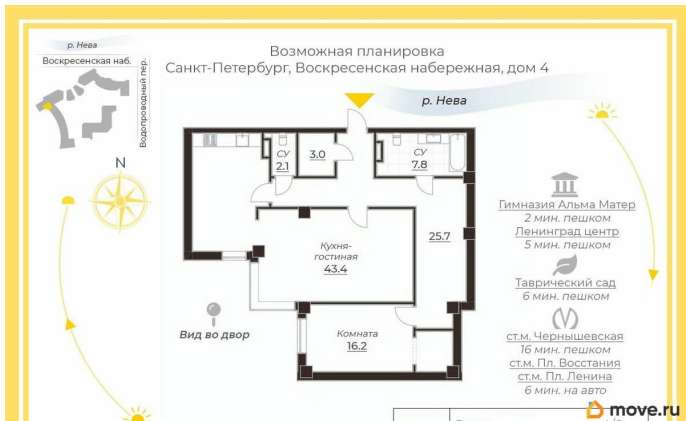 р. Нева
Воскресенская наб.
Водопроводный пер.
Возможная планировка
Санкт-Петербург, Воскресенская набережная, дом 4
р. Нева
N
СУ
2.1
3.0
СУ
7.8
25.7
Кухня-
гостиная
43.4
Комната
16.2
Вид во двор
Гимназия Альма Матер
2 мин. пешком
Ленинград центр
5 мин. пешком
Таврический сад
6 мин. пешком
ст.м. Чернышевская
16 мин. пешком
ст.м. Пл. Восстания
ст.м. Пл. Ленина
6 мин. на авто
move.ru